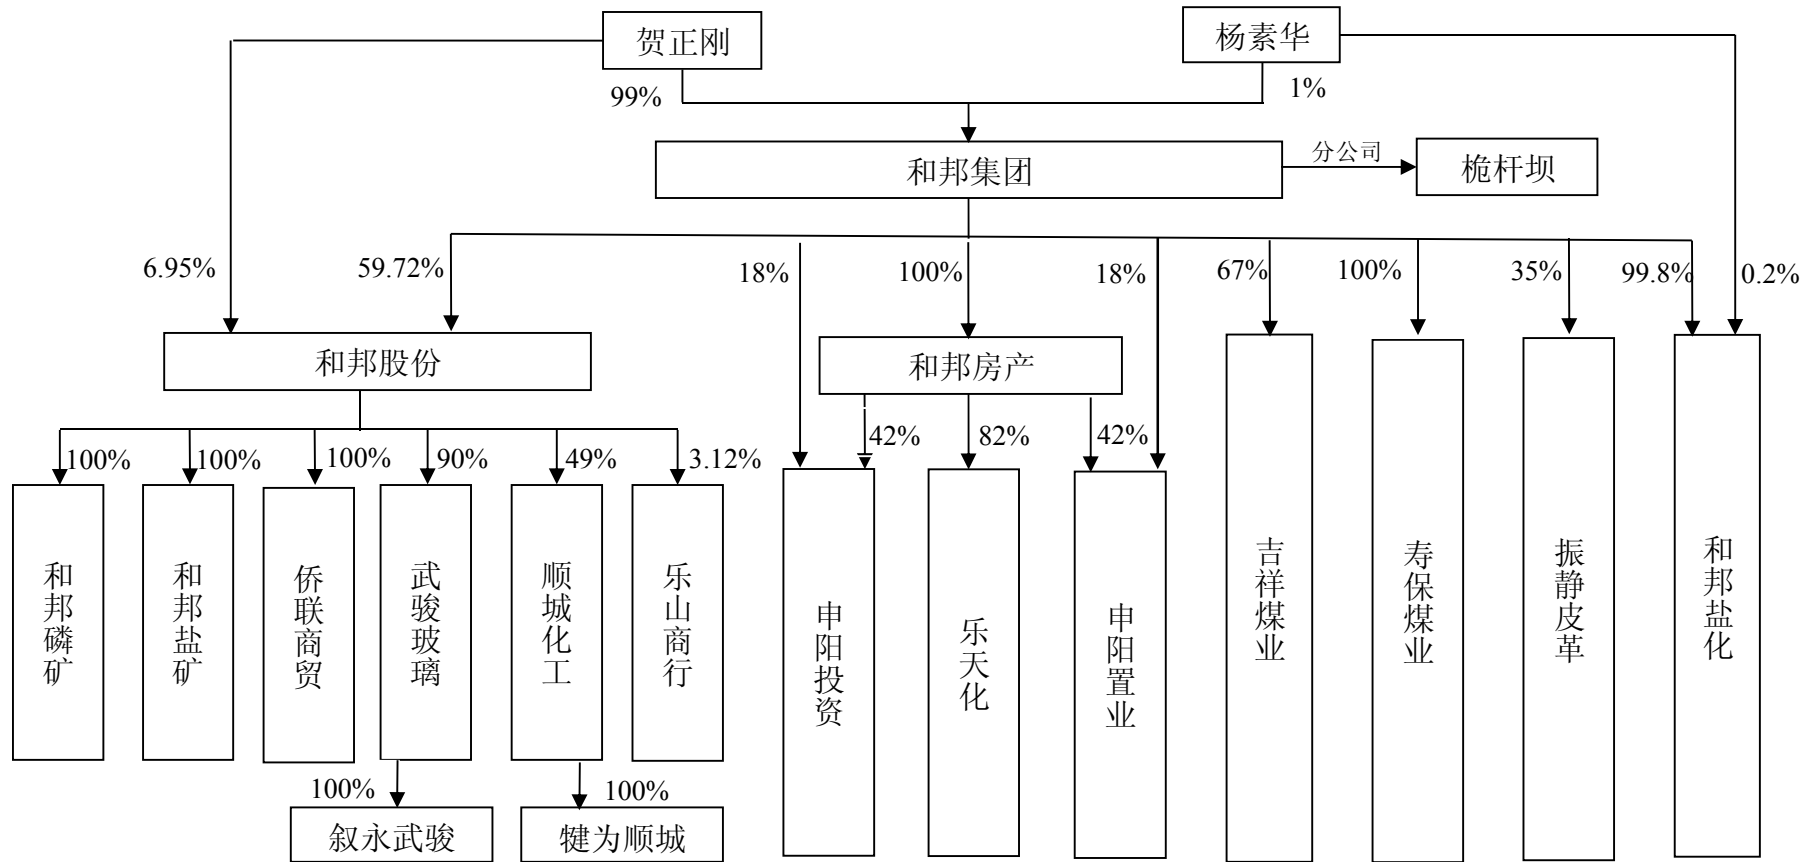 贺正刚
杨素华
99%
1%
和邦集团
分公司
桅杆坝
6.95%
59.72%
18%
100%
18%
67%
100%
35%
99.8%
0.2%
和邦股份
和邦房产
100%
100%
100%
90%
49%
3.12%
42%
82%
42%
和邦磷矿
和邦盐矿
侨联商贸
武骏玻璃
顺城化工
乐山商行
申阳投资
乐天化
申阳置业
吉祥煤业
寿保煤业
振静皮革
和邦盐化
100%
100%
叙永武骏
犍为顺城